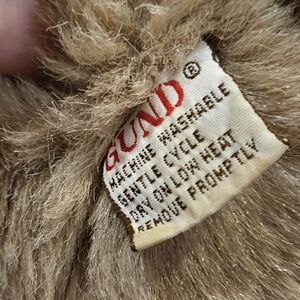 GUND®
MACHINE WASHABLE
GENTLE CYCLE
DRY ON LOW HEAT
REMOVE PROMPTLY